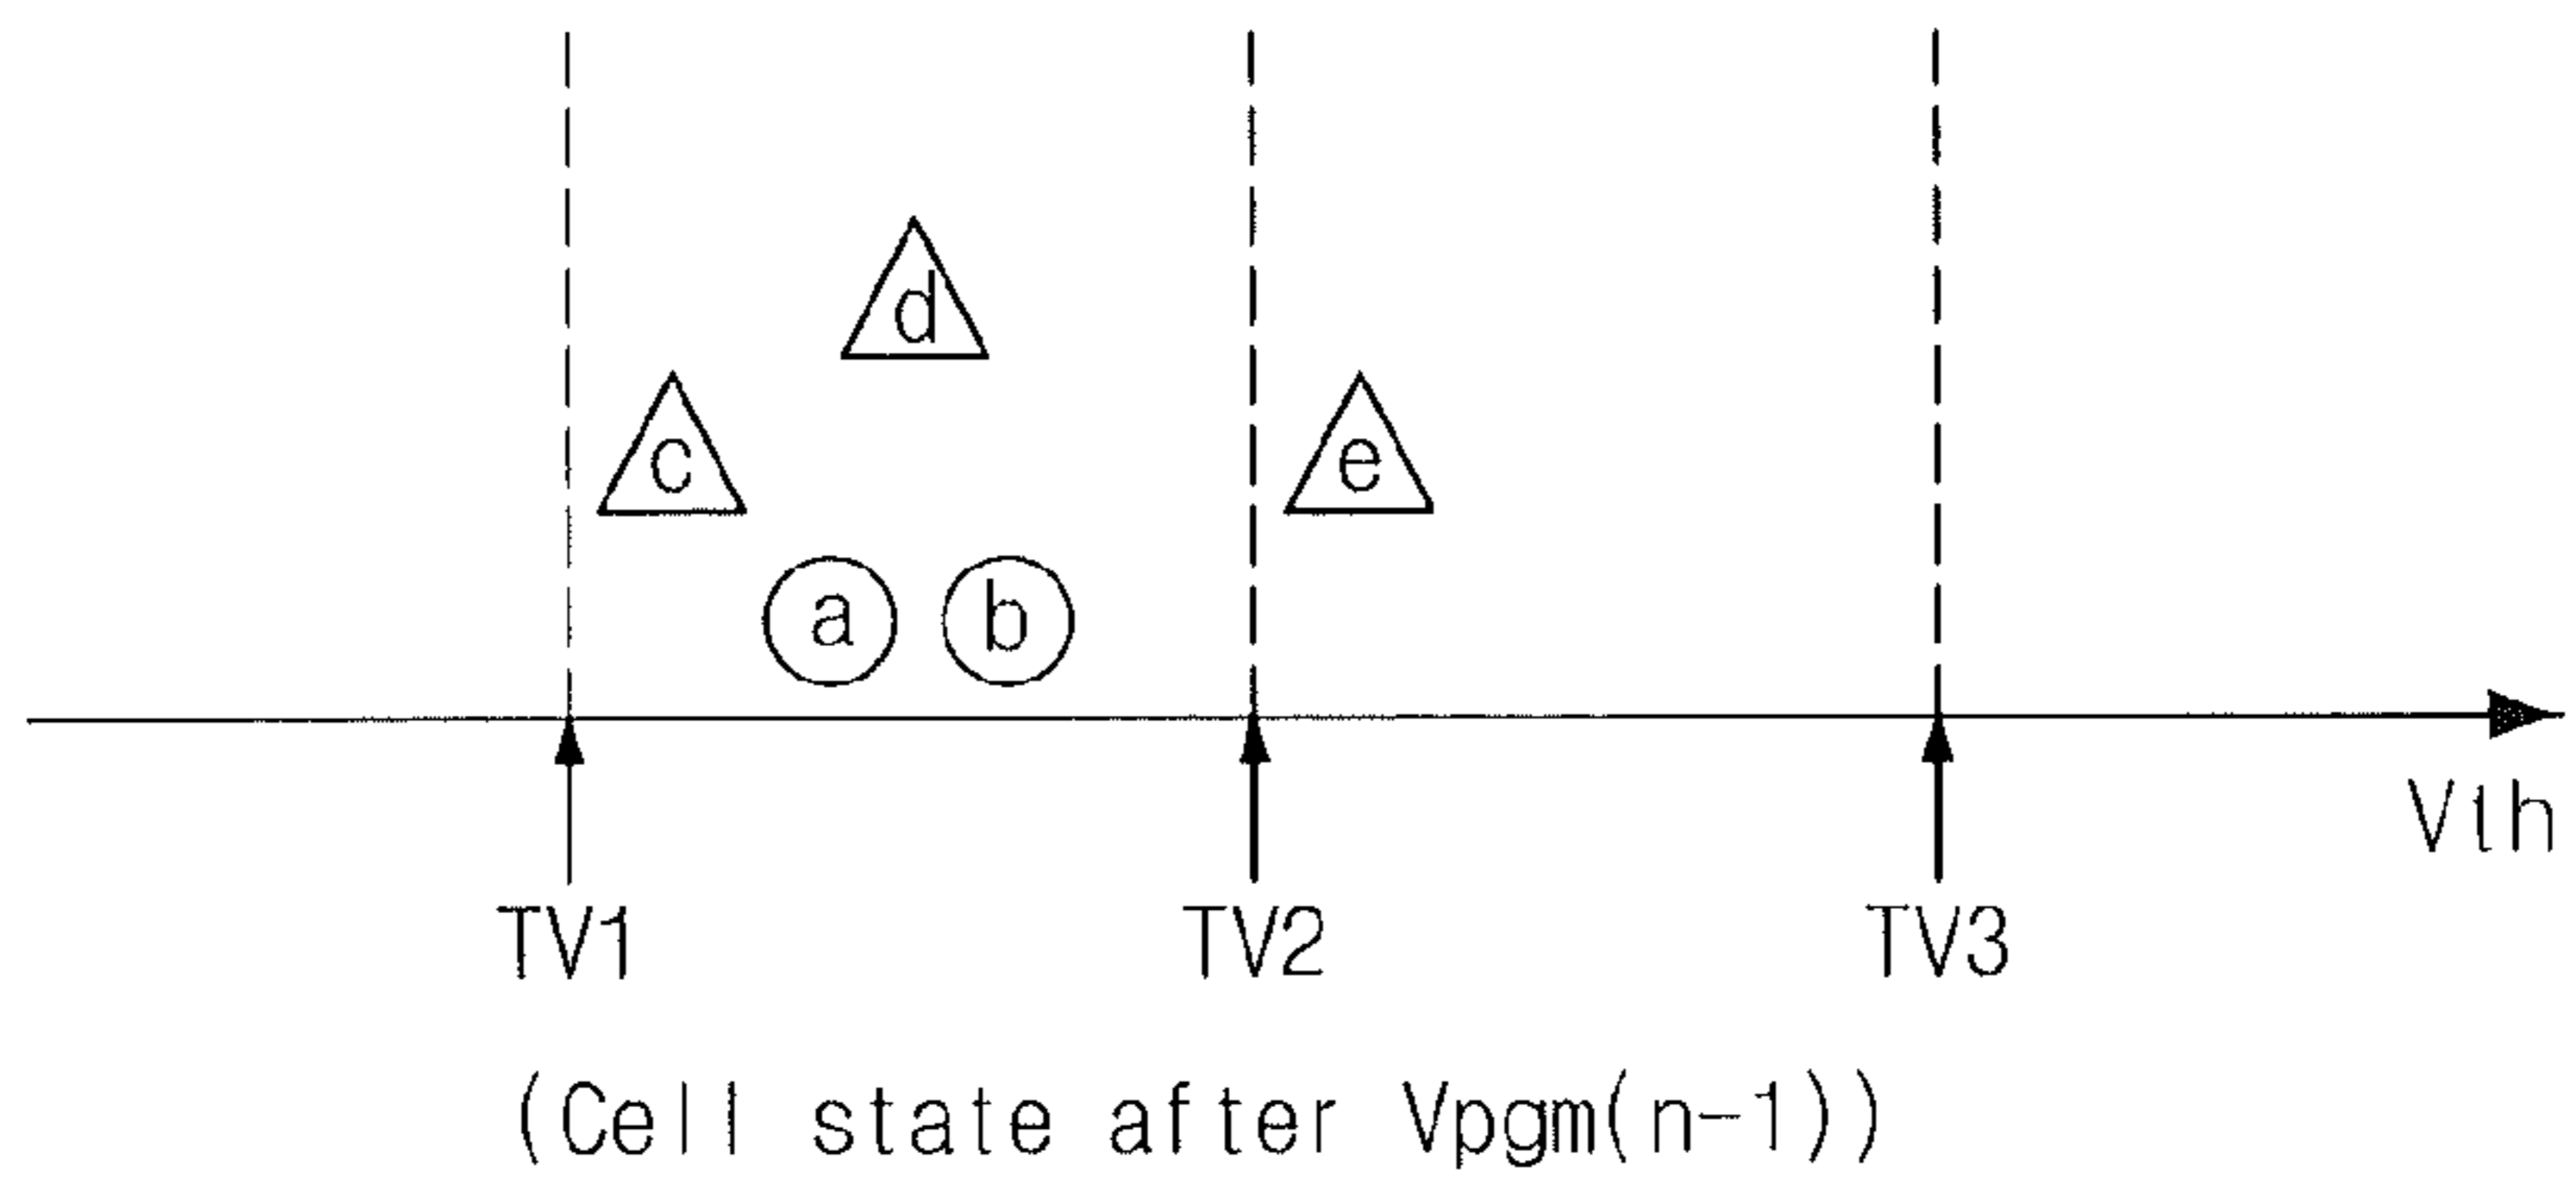 d
c
e
a b
Vth
TV1 TV2 TV3
(Cell state after Vpgm(n-1))